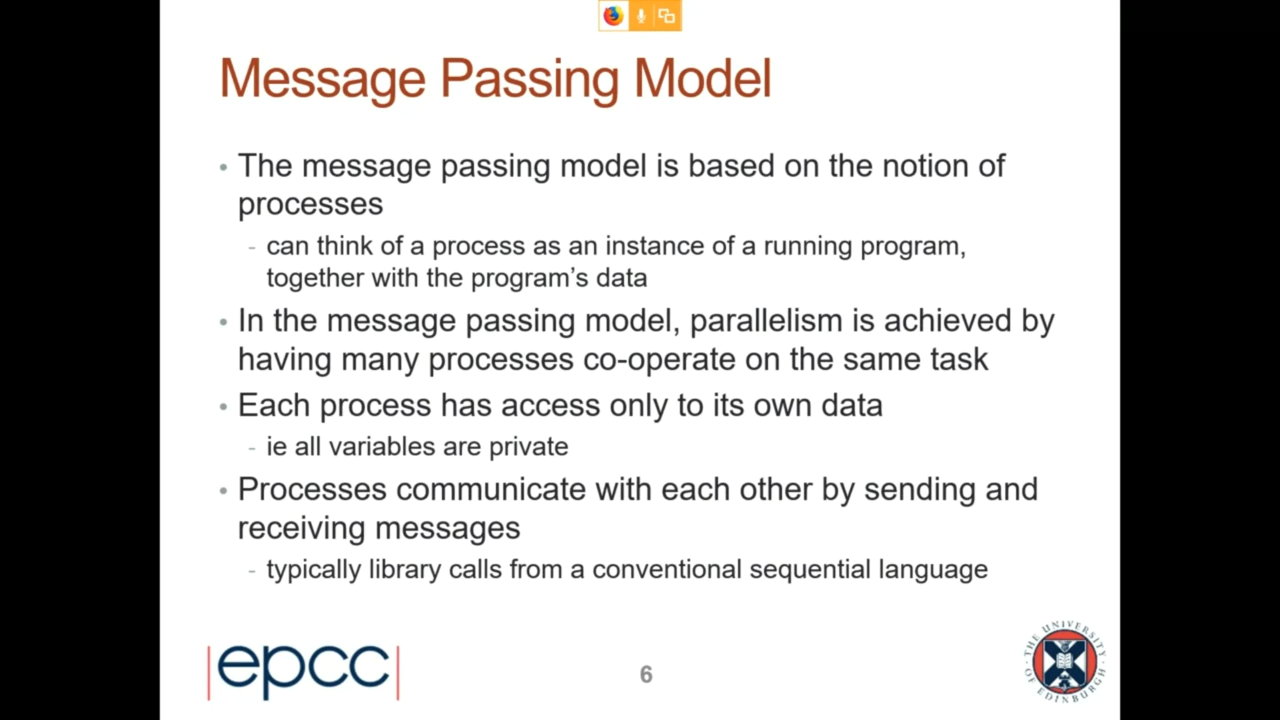 Message Passing Model
• The message passing model is based on the notion of
processes
- can think of a process as an instance of a running program,
together with the program's data
• In the message passing model, parallelism is achieved by
having many processes co-operate on the same task
• Each process has access only to its own data
- ie all variables are private
• Processes communicate with each other by sending and
receiving messages
- typically library calls from a conventional sequential language
|epcc|
6
THE UNIVERSITY
OF EDINBURGH